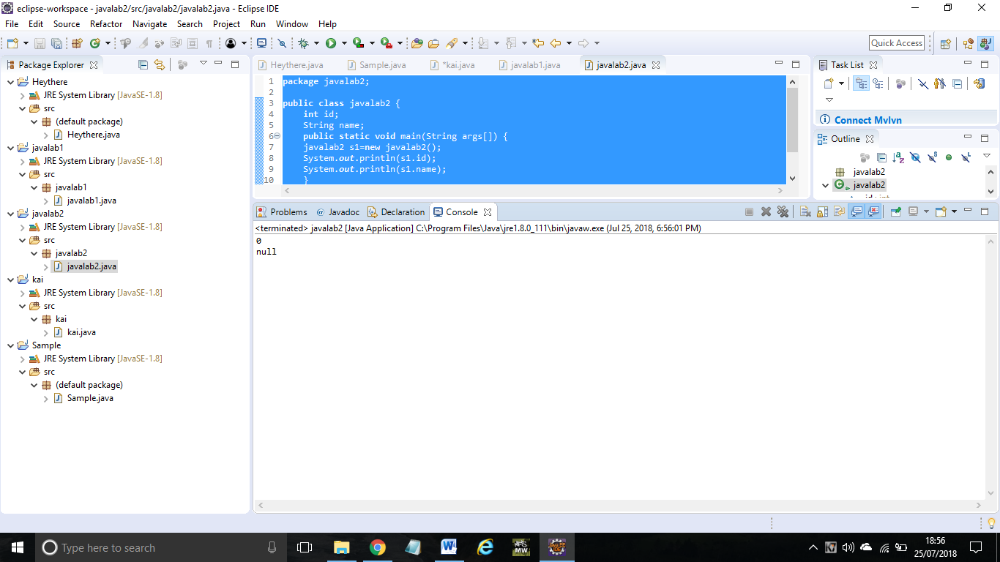 eclipse-workspace - javalab2/src/javalab2/javalab2.java - Eclipse IDE
File Edit Source Refactor Navigate Search Project Run Window Help
Quick Access
Package Explorer
Heythere
JRE System Library [JavaSE-1.8]
src
(default package)
Heythere.java
javalab1
JRE System Library [JavaSE-1.8]
src
javalab1
javalab1.java
javalab2
JRE System Library [JavaSE-1.8]
src
javalab2
javalab2.java
kai
JRE System Library [JavaSE-1.8]
src
kai
kai.java
Sample
JRE System Library [JavaSE-1.8]
src
(default package)
Sample.java
Heythere.java Sample.java *kai.java javalab1.java javalab2.java
1 package javalab2;
2
3 public class javalab2 {
4 int id;
5 String name;
6 public static void main(String args[]) {
7 javalab2 s1=new javalab2();
8 System.out.println(s1.id);
9 System.out.println(s1.name);
10 }
Task List
Connect Mylyn
Outline
javalab2
javalab2
Problems @ Javadoc Declaration Console
<terminated> javalab2 [Java Application] C:\Program Files\Java\jre1.8.0_111\bin\javaw.exe (Jul 25, 2018, 6:56:01 PM)
0
null
Type here to search
18:56
25/07/2018